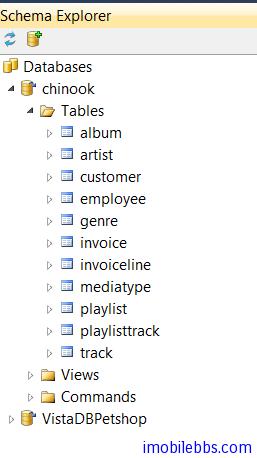 Schema Explorer
Databases
chinook
Tables
album
artist
customer
employee
genre
invoice
invoiceline
mediatype
playlist
playlisttrack
track
Views
Commands
VistaDBPetshop
imobilebbs.com